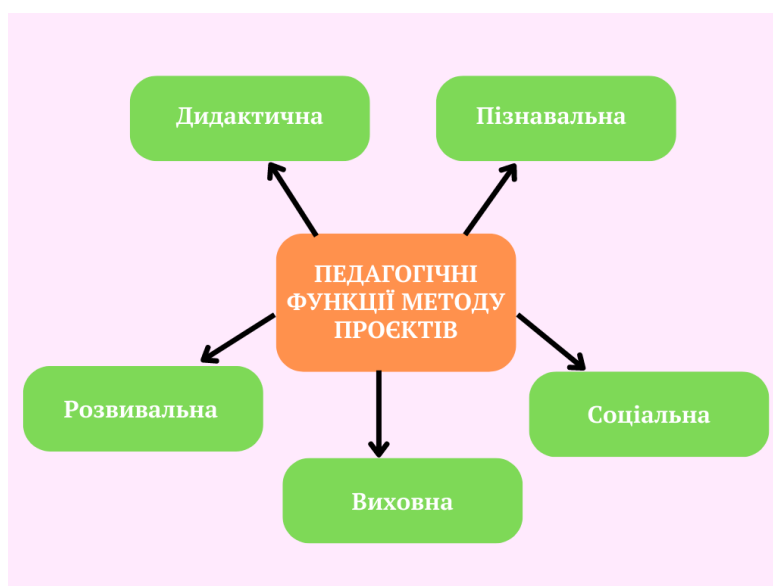 Дидактична
Пізнавальна
ПЕДАГОГІЧНІ
ФУНКЦІЇ МЕТОДУ
ПРОЄКТІВ
Розвивальна
Соціальна
Виховна